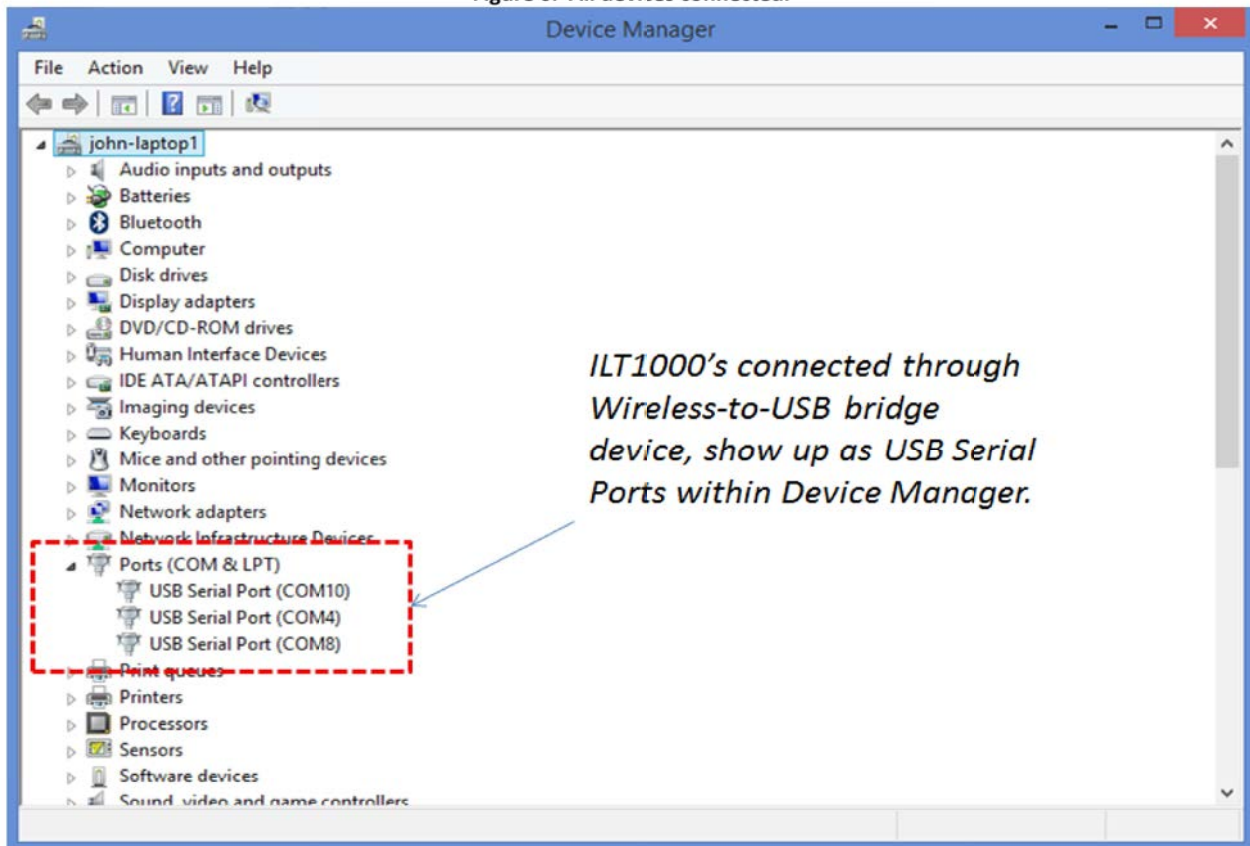 Device Manager
File Action View Help
john-laptop1
Audio inputs and outputs
Batteries
Bluetooth
Computer
Disk drives
Display adapters
DVD/CD-ROM drives
Human Interface Devices
IDE ATA/ATAPI controllers
Imaging devices
Keyboards
Mice and other pointing devices
Monitors
Network adapters
Network Infrastructure Devices
Ports (COM & LPT)
USB Serial Port (COM10)
USB Serial Port (COM4)
USB Serial Port (COM8)
Print queues
Printers
Processors
Sensors
Software devices
Sound, video and game controllers
ILT1000's connected through
Wireless-to-USB bridge
device, show up as USB Serial
Ports within Device Manager.